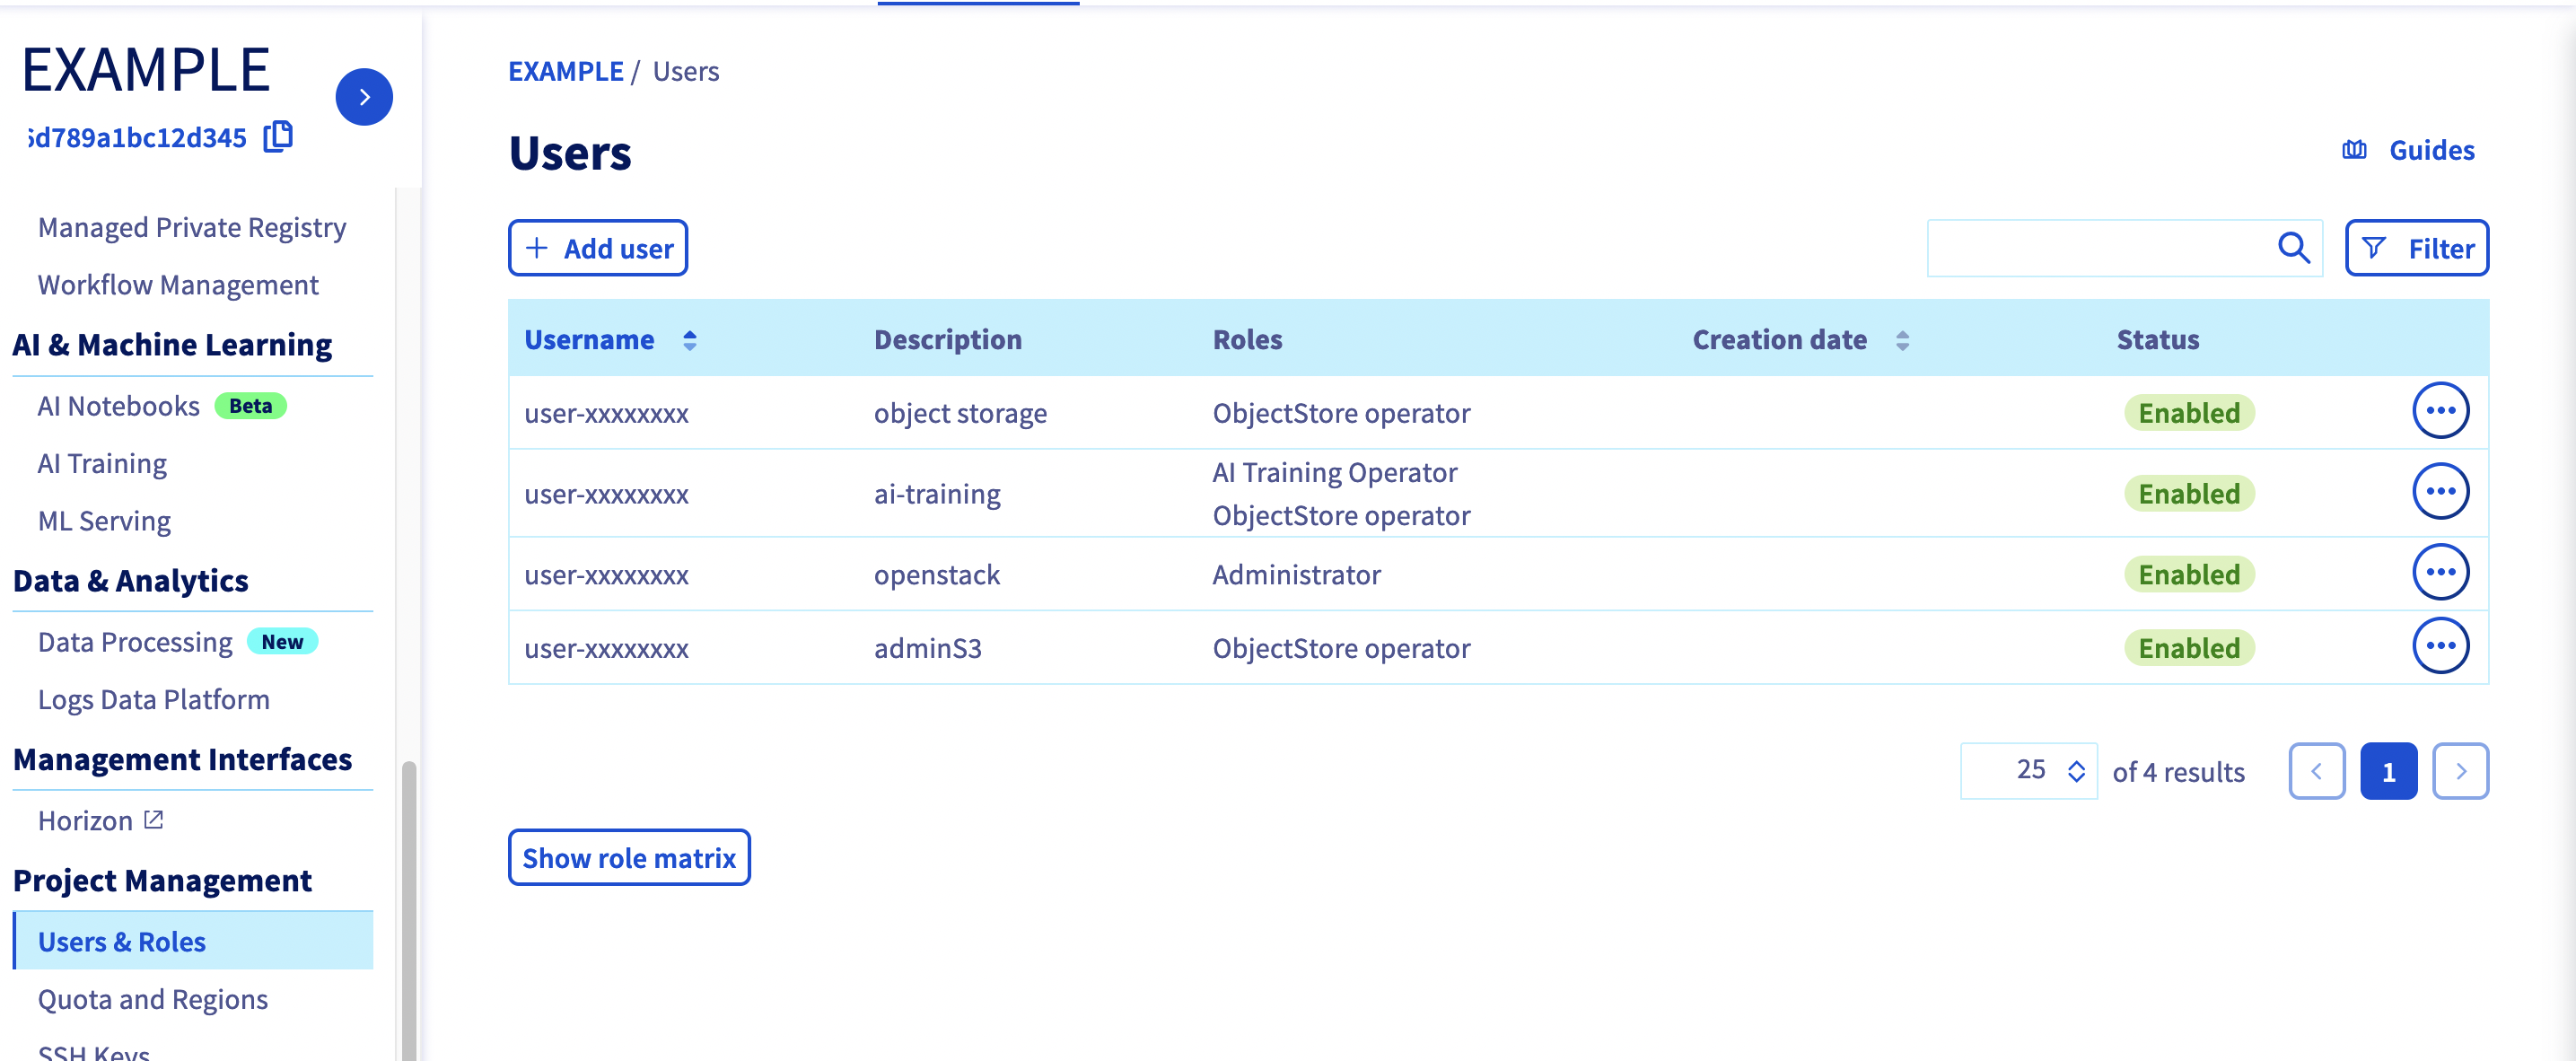 EXAMPLE
6d789a1bc12d345
Managed Private Registry
Workflow Management
AI & Machine Learning
AI Notebooks Beta
AI Training
ML Serving
Data & Analytics
Data Processing New
Logs Data Platform
Management Interfaces
Horizon
Project Management
Users & Roles
Quota and Regions
SSH Keys
EXAMPLE / Users
Users
Guides
+ Add user
Filter
Username Description Roles Creation date Status
user-xxxxxxxx object storage ObjectStore operator Enabled
user-xxxxxxxx ai-training AI Training Operator Enabled
ObjectStore operator
user-xxxxxxxx openstack Administrator Enabled
user-xxxxxxxx adminS3 ObjectStore operator Enabled
25 of 4 results 1
Show role matrix